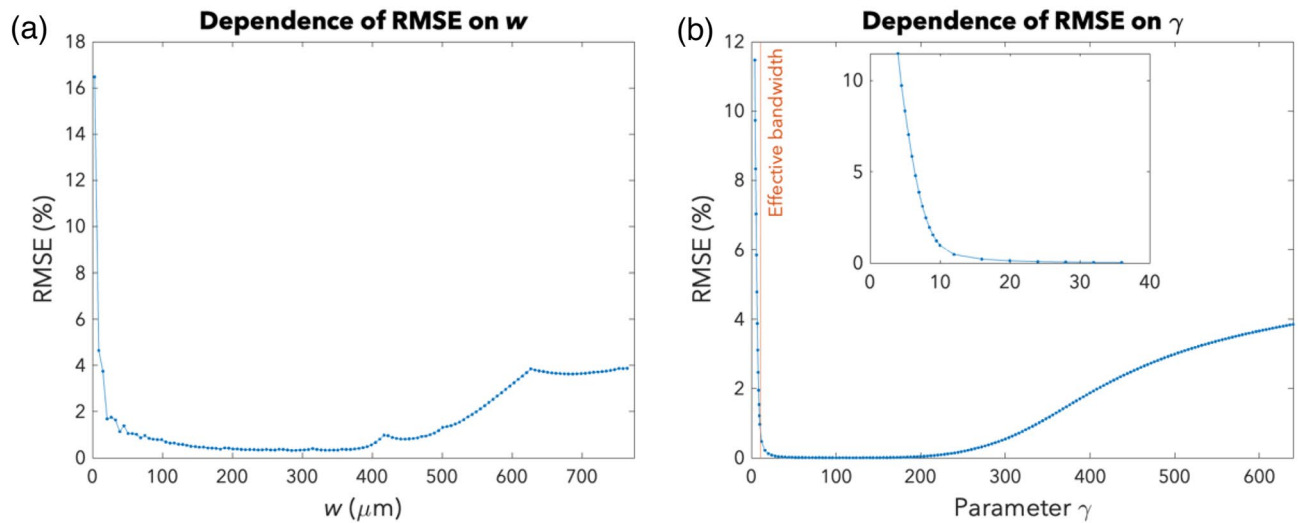 (a)
Dependence of RMSE on w
18
16
14
12
10
8
6
4
2
0
RMSE (%)
0 100 200 300 400 500 600 700
w (μm)
(b)
Dependence of RMSE on γ
12
10
8
6
4
2
0
RMSE (%)
Effective bandwidth
10
5
0
0 10 20 30 40
0 100 200 300 400 500 600
Parameter γ